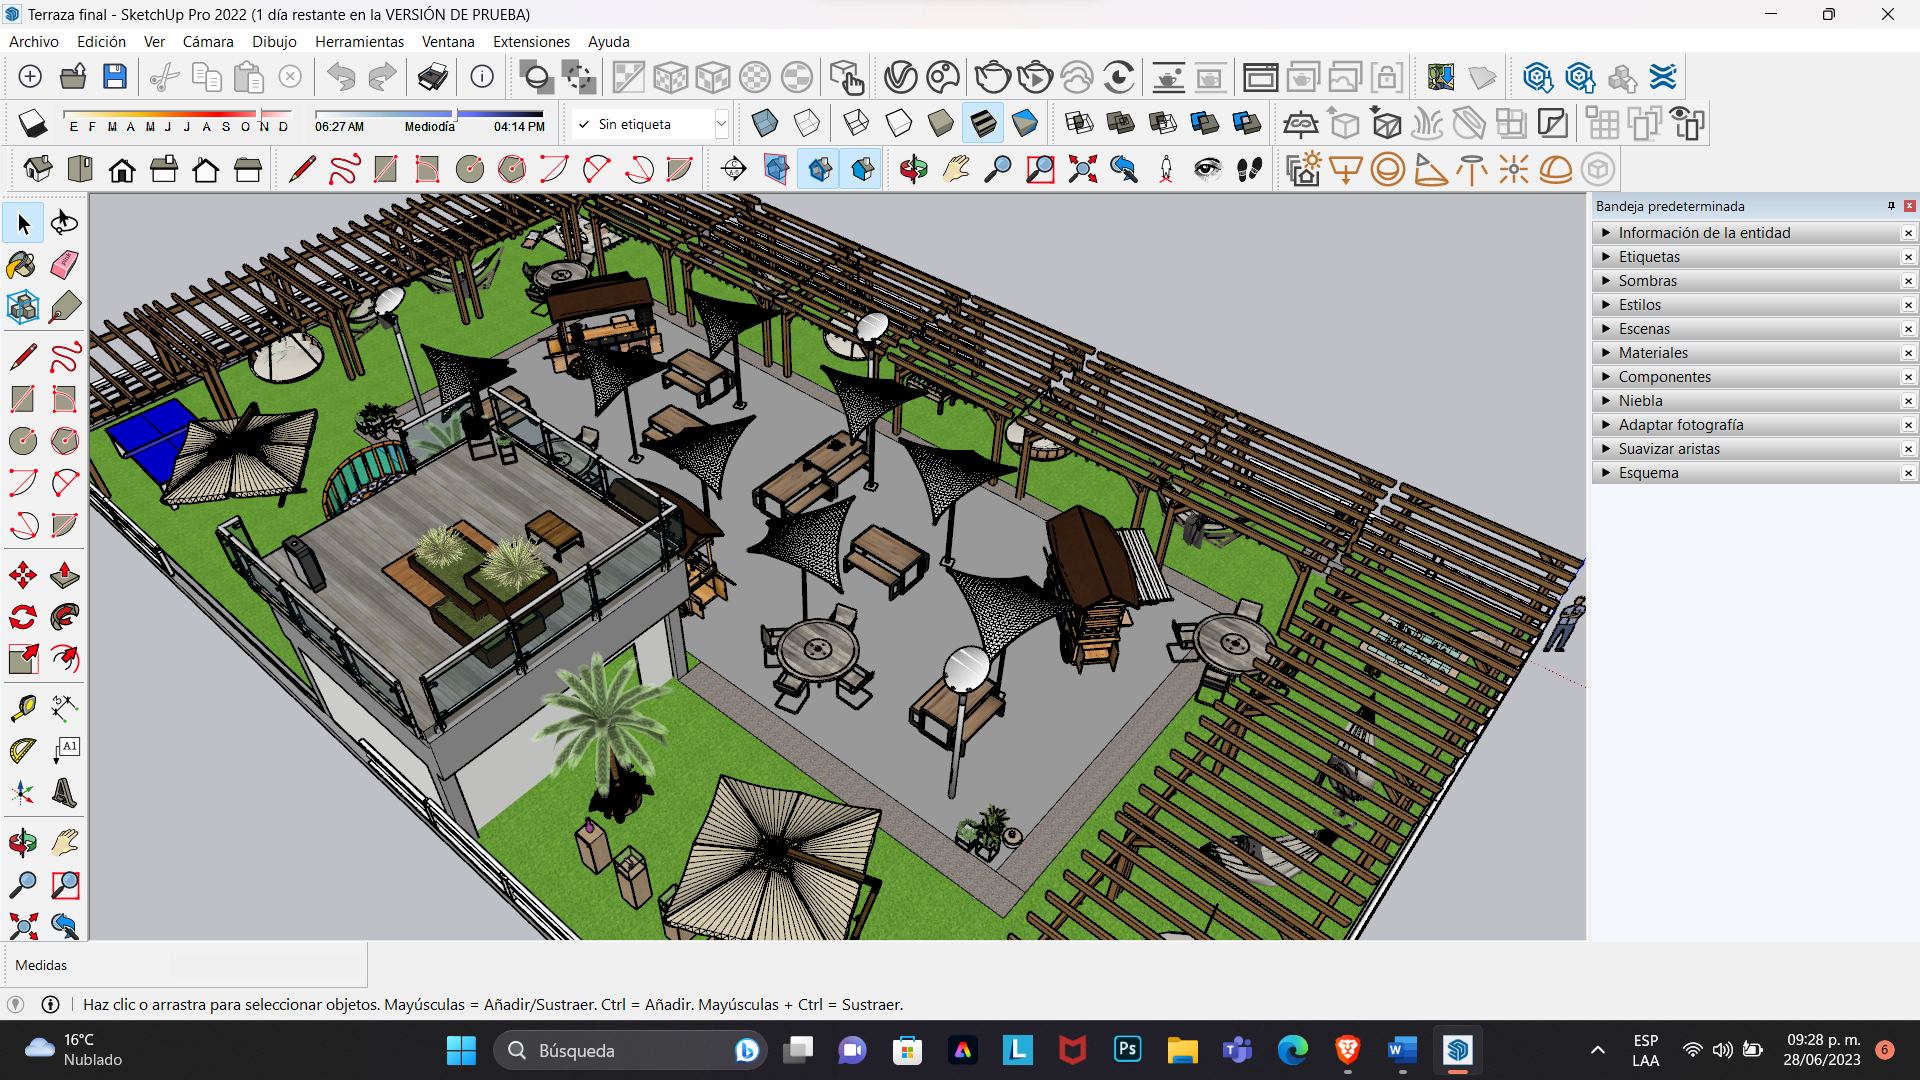 Terraza final - SketchUp Pro 2022 (1 día restante en la VERSIÓN DE PRUEBA)
Archivo Edición Ver Cámara Dibujo Herramientas Ventana Extensiones Ayuda
E F M A M J J A S O N D
06:27 AM Mediodía 04:14 PM
Sin etiqueta
Bandeja predeterminada
Información de la entidad
Etiquetas
Sombras
Estilos
Escenas
Materiales
Componentes
Niebla
Adaptar fotografía
Suavizar aristas
Esquema
A1
Medidas
Haz clic o arrastra para seleccionar objetos. Mayúsculas = Añadir/Sustraer. Ctrl = Añadir. Mayúsculas + Ctrl = Sustraer.
16°C
Nublado
Búsqueda
L
Ps
T
W
ESP
LAA
09:28 p. m.
28/06/2023
6